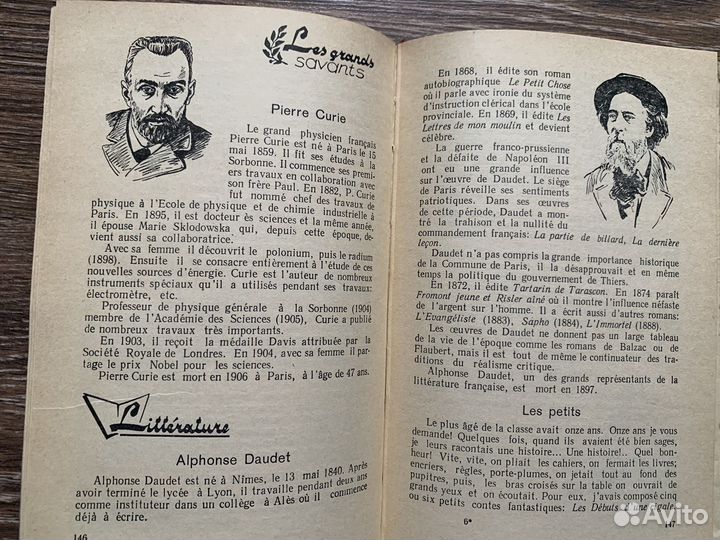 Les grands
savants
Pierre Curie
Le grand physicien français
Pierre Curie est né à Paris le 15
mai 1859. Il fit ses études à la
Sorbonne. Il commence ses premi-
ers travaux en collaboration avec
son frère Paul. En 1882, P. Curie
fut nommé chef des travaux de
physique à l'Ecole de physique et de chimie industrielle à
Paris. En 1895, il est docteur ès sciences et la même année,
il épouse Marie Sklodowska qui, depuis cette époque, de-
vient aussi sa collaboratrice.
Avec sa femme il découvrit le polonium, puis le radium
(1898). Ensuite il se consacre entièrement à l'étude de ces
nouvelles sources d'énergie. Curie est l'auteur de nombreux
instruments spéciaux qu'il a utilisés pendant ses travaux:
électromètre, etc.
Professeur de physique générale à la Sorbonne (1904)
membre de l'Académie des Sciences (1905), Curie a publié
de nombreux travaux très importants.
En 1903, il reçoit la médaille Davis attribuée par la
Société Royale de Londres. En 1904, avec sa femme il par-
tage le prix Nobel pour les sciences.
Pierre Curie est mort en 1906 à Paris, à l'âge de 47 ans.
Littérature
Alphonse Daudet
Alphonse Daudet est né à Nîmes, le 13 mai 1840. Après
avoir terminé le lycée à Lyon, il travaille pendant deux ans
comme instituteur dans un collège à Alès où il commence
déjà à écrire.
146
En 1868, il édite son roman
autobiographique Le Petit Chose
où il parle avec ironie du système
d'instruction clérical dans l'école
provinciale. En 1869, il édite Les
Lettres de mon moulin et devient
célèbre.
La guerre franco-prussienne
et la défaite de Napoléon III
ont eu une grande influence
sur l'œuvre de Daudet. Le siège
de Paris réveille ses sentiments
patriotiques. Dans ses œuvres
de cette période, Daudet a mon-
tré la trahison et la nullité du
commandement français: La partie de billard, La dernière
leçon.
Daudet n'a pas compris la grande importance historique
de la Commune de Paris, il la désapprouvait et en même
temps la politique du gouvernement de Thiers.
En 1872, il édite Tartarin de Tarascon. En 1874 paraît
Fromont jeune et Risler aîné où il montre l'influence néfaste
de l'argent sur l'homme. Il a écrit aussi d'autres romans:
L'Evangéliste (1883), Sapho (1884), L'Immortel (1888).
Les œuvres de Daudet ne donnent pas un large tableau
de la vie de l'époque comme les romans de Balzac ou de
Flaubert, mais il est tout de même le continuateur des tra-
ditions du réalisme critique.
Alphonse Daudet, un des grands représentants de la
littérature française, est mort en 1897.
Les petits
Le plus âgé de la classe avait onze ans. Onze ans je vous
demande! Quelques fois, quand ils avaient été bien sages,
je leurs racontais une histoire... Une histoire!.. Quel bon-
heur! Vite, vite, on pliait les cahiers, on fermait les livres;
encriers, règles, porte-plumes, on jetait tout au fond des
pupitres, puis, les bras croisés sur la table on ouvrait de
grands yeux et on écoutait. Pour eux, j'avais composé cinq
ou six petits contes fantastiques: Les Débuts d'une cigale,
6*
147
Avito